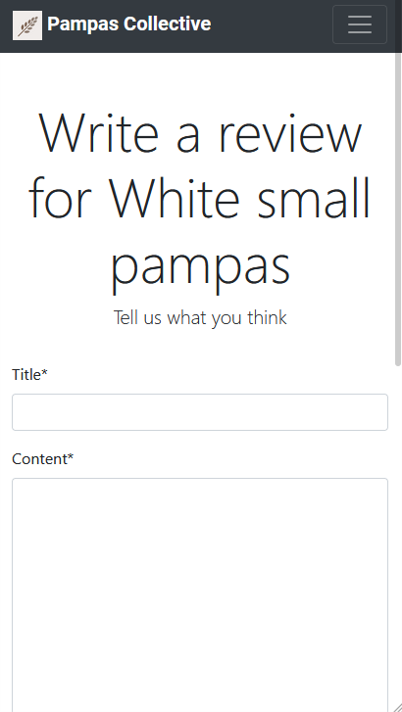 Pampas Collective
Write a review
for White small
pampas
Tell us what you think
Title*
Content*